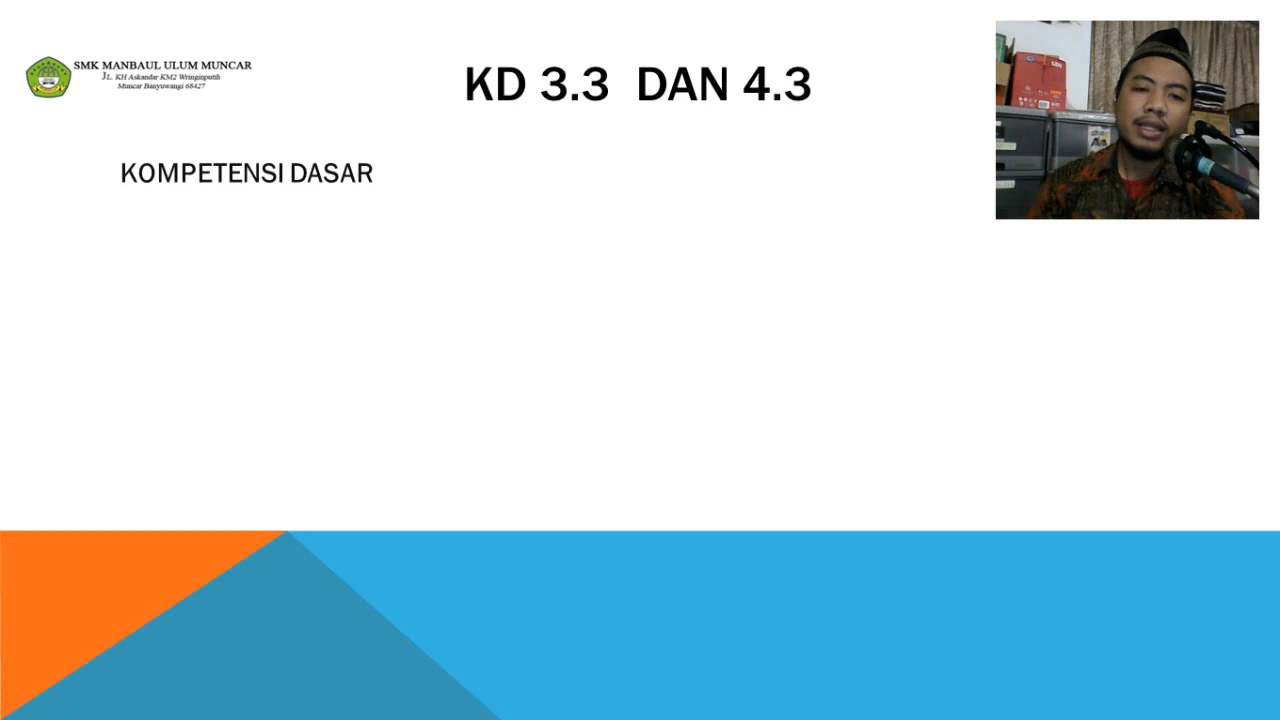 SMK MANBAUL ULUM MUNCAR
JL. KH Askandar KM2 Wringinputih
Muncar Banyuwangi 68427
KD 3.3 DAN 4.3
KOMPETENSI DASAR